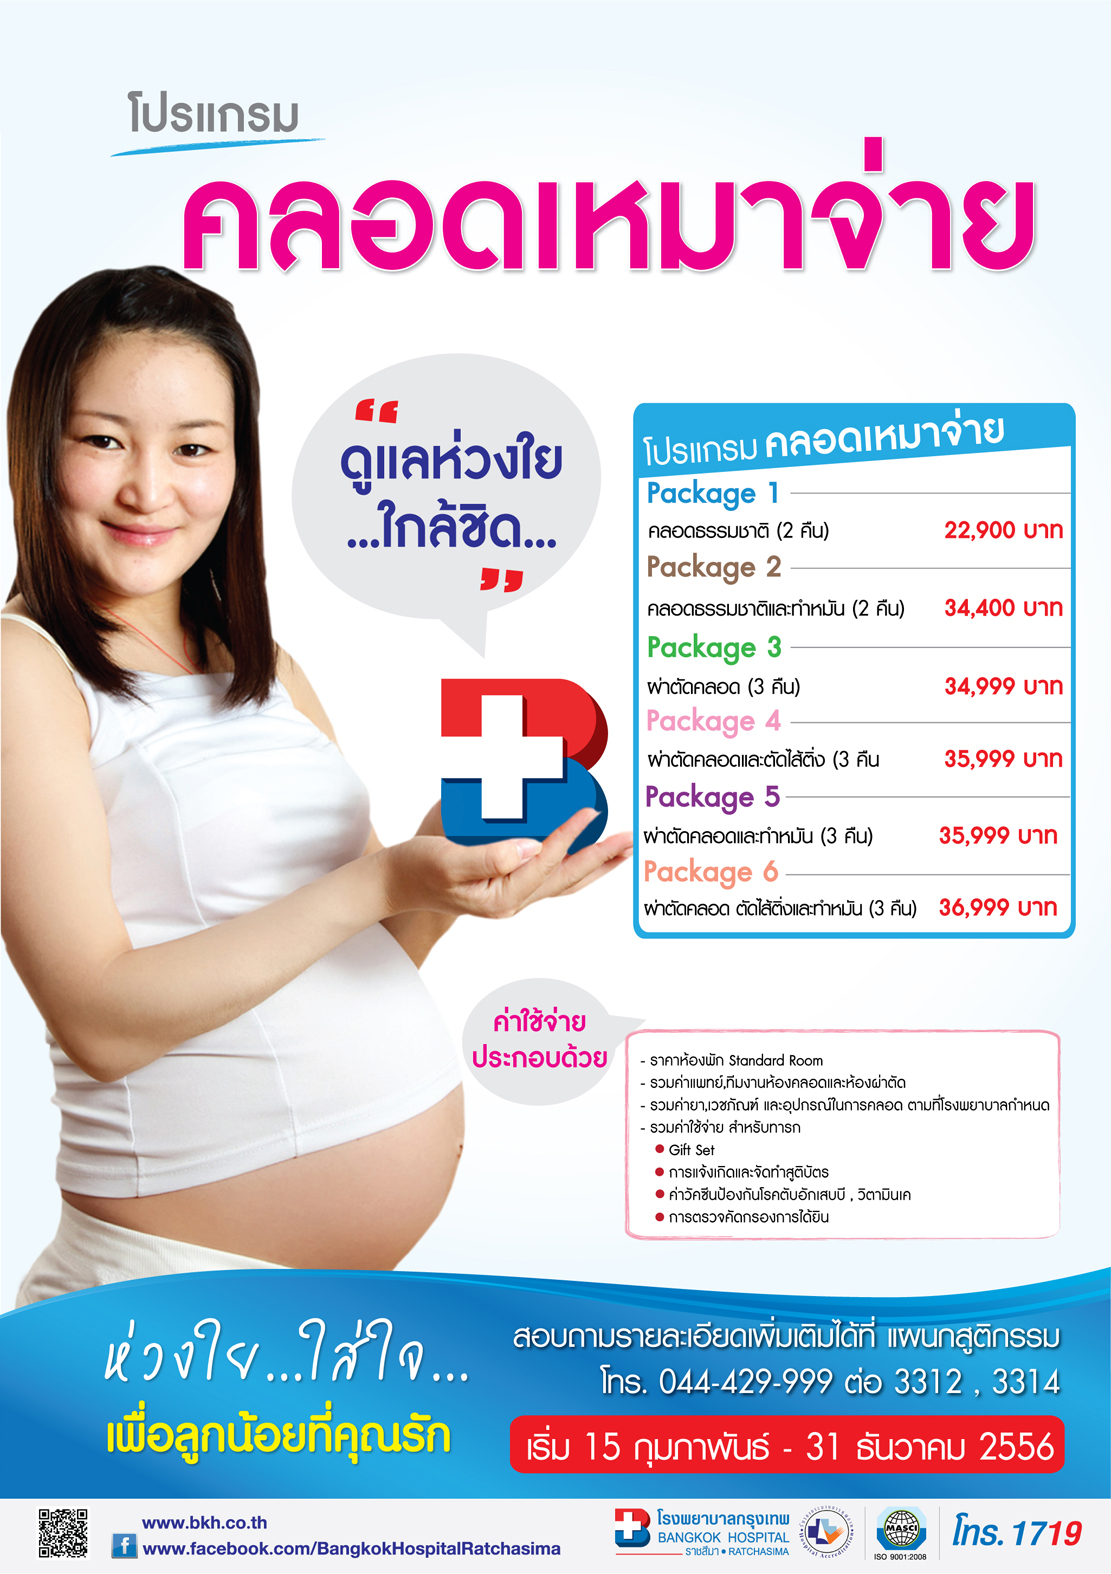 โปรแกรม
คลอดเหมาจ่าย
“
ดูแลห่วงใย
...ใกล้ชิด...
”
โปรแกรม คลอดเหมาจ่าย
Package 1
คลอดธรรมชาติ (2 คืน) 22,900 บาท
Package 2
คลอดธรรมชาติและทำหมัน (2 คืน) 34,400 บาท
Package 3
ผ่าตัดคลอด (3 คืน) 34,999 บาท
Package 4
ผ่าตัดคลอดและตัดไส้ติ่ง (3 คืน 35,999 บาท
Package 5
ผ่าตัดคลอดและทำหมัน (3 คืน) 35,999 บาท
Package 6
ผ่าตัดคลอด ตัดไส้ติ่งและทำหมัน (3 คืน) 36,999 บาท
ค่าใช้จ่าย
ประกอบด้วย
- ราคาห้องพัก Standard Room
- รวมค่าแพทย์,ทีมงานห้องคลอดและห้องผ่าตัด
- รวมค่ายา,เวชภัณฑ์ และอุปกรณ์ในการคลอด ตามที่โรงพยาบาลกำหนด
- รวมค่าใช้จ่าย สำหรับทารก
● Gift Set
● การแจ้งเกิดและจัดทำสูติบัตร
● ค่าวัคซีนป้องกันโรคตับอักเสบบี , วิตามินเค
● การตรวจคัดกรองการได้ยิน
ห่วงใย...ใส่ใจ...
เพื่อลูกน้อยที่คุณรัก
สอบถามรายละเอียดเพิ่มเติมได้ที่ แผนกสูติกรรม
โทร. 044-429-999 ต่อ 3312 , 3314
เริ่ม 15 กุมภาพันธ์ - 31 ธันวาคม 2556
www.bkh.co.th
www.facebook.com/BangkokHospitalRatchasima
โรงพยาบาลกรุงเทพ
BANGKOK HOSPITAL
ราชสีมา • RATCHASIMA
Hospital Accreditation
MASCI
ISO 9001:2008
โทร. 1719